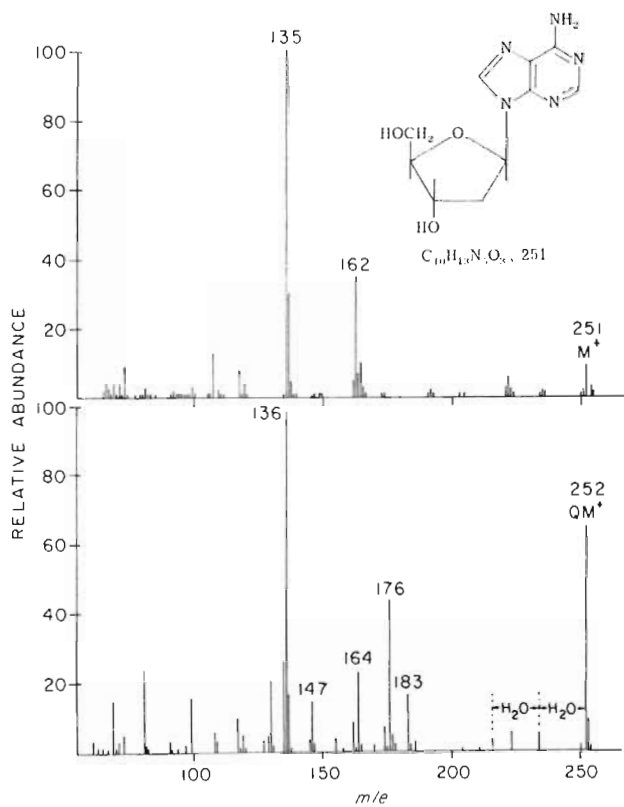 135
NH₂
N
N
N
N
HOCH₂
O
HO
C₁₀H₁₃N₅O₃, 251
162
251
M⁺
100
80
60
40
20
RELATIVE ABUNDANCE
136
252
QM⁺
176
164
183
147
H₂O
H₂O
100
80
60
40
20
100
150
200
250
m/e